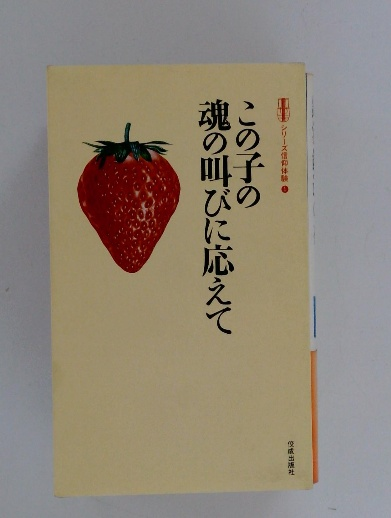 シリーズ信仰体験
この子の
魂の叫びに応えて
佼成出版社